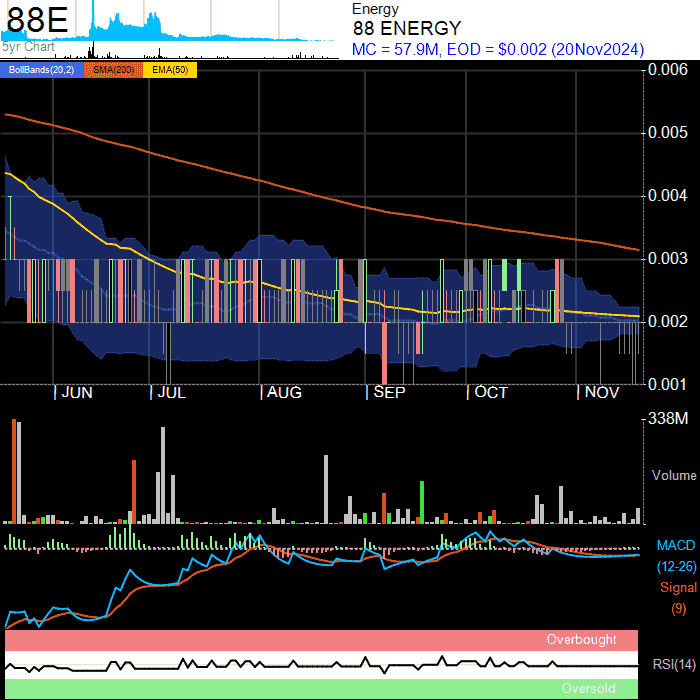 88E
5yr Chart
Energy
88 ENERGY
MC = 57.9M, EOD = $0.002 (20Nov2024)
BollBands(20,2) SMA(200) EMA(50)
0.006
0.005
0.004
0.003
0.002
0.001
JUN JUL AUG SEP OCT NOV
338M
Volume
MACD
(12-26)
Signal
(9)
Overbought
RSI(14)
Oversold